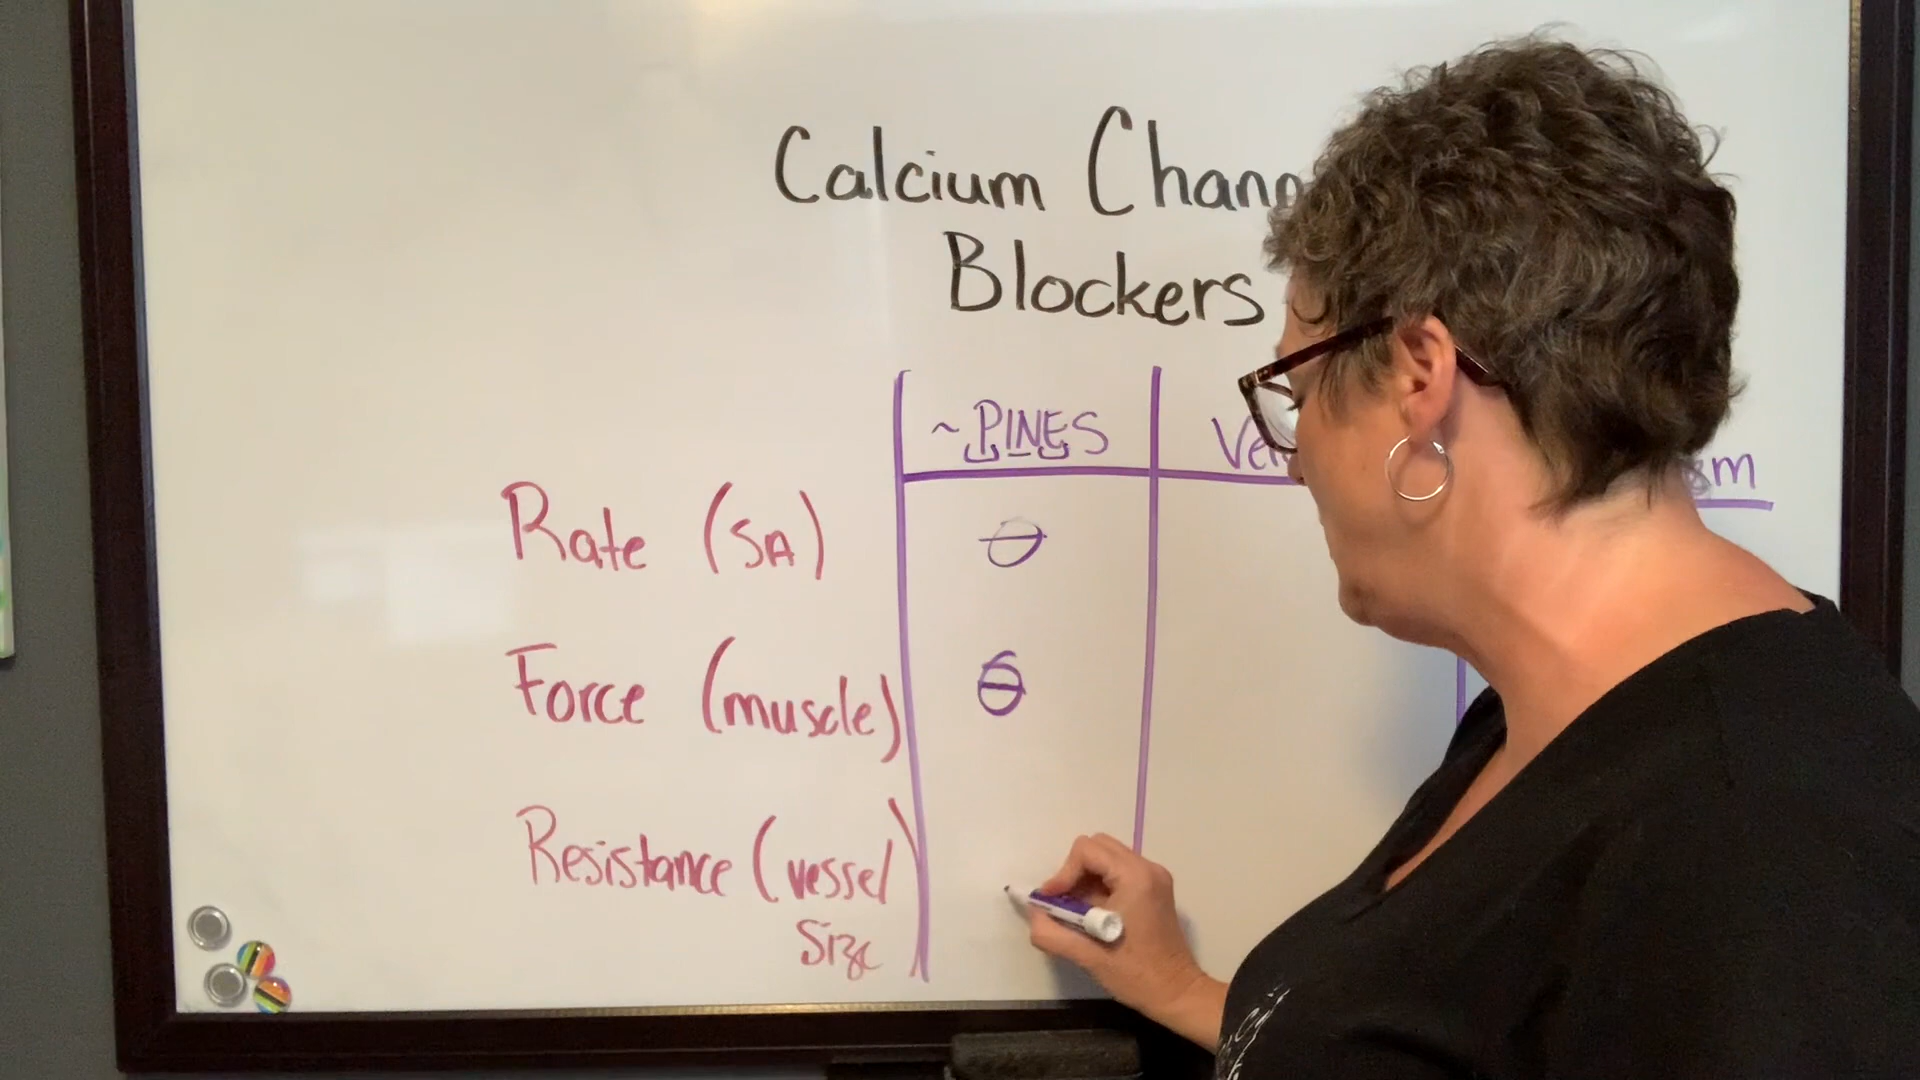 Calcium Chann
Blockers
~PINES Ve
Rate (SA) Ɵ
Force (muscle) Ɵ
Resistance (vessel
Size)